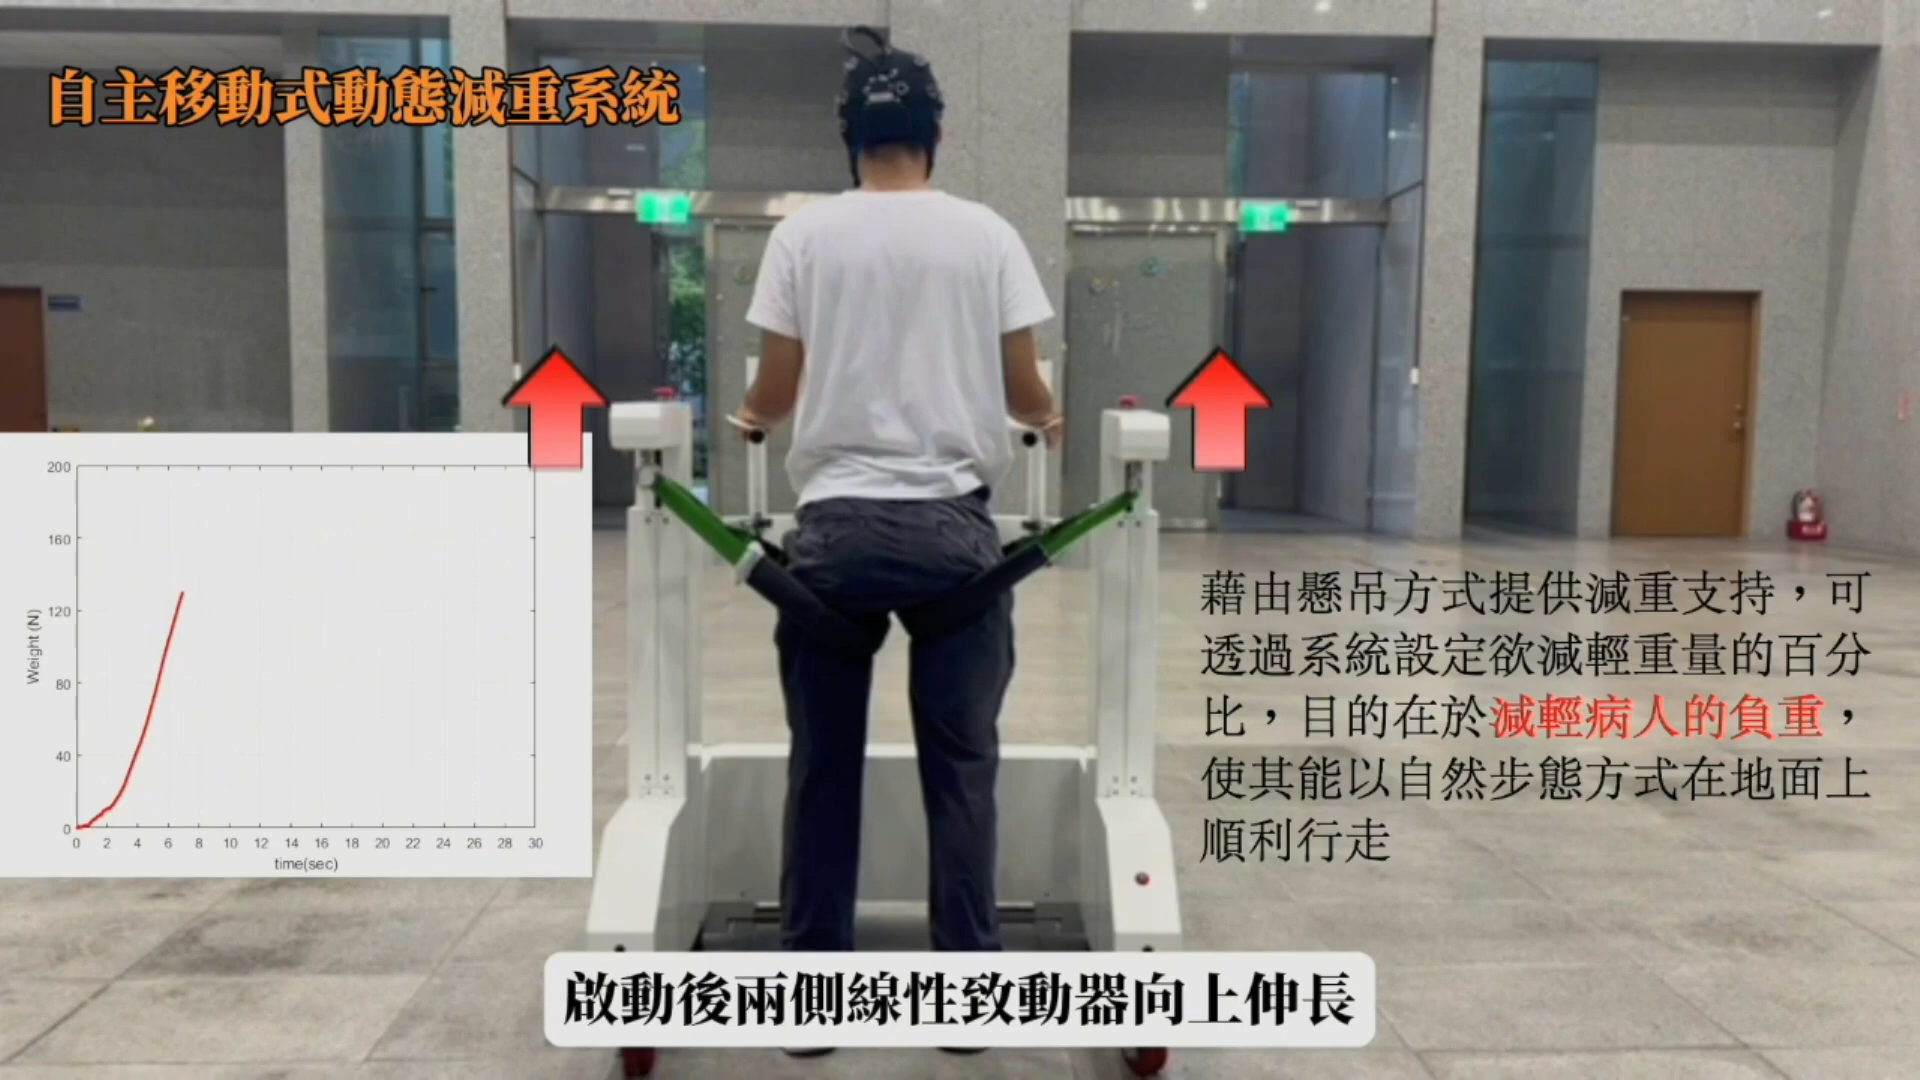 自主移動式動態減重系統
200
160
120
80
40
0
Weight (N)
0 2 4 6 8 10 12 14 16 18 20 22 24 26 28 30
time(sec)
藉由懸吊方式提供減重支持，可
透過系統設定欲減輕重量的百分
比，目的在於減輕病人的負重，
使其能以自然步態方式在地面上
順利行走
啟動後兩側線性致動器向上伸長